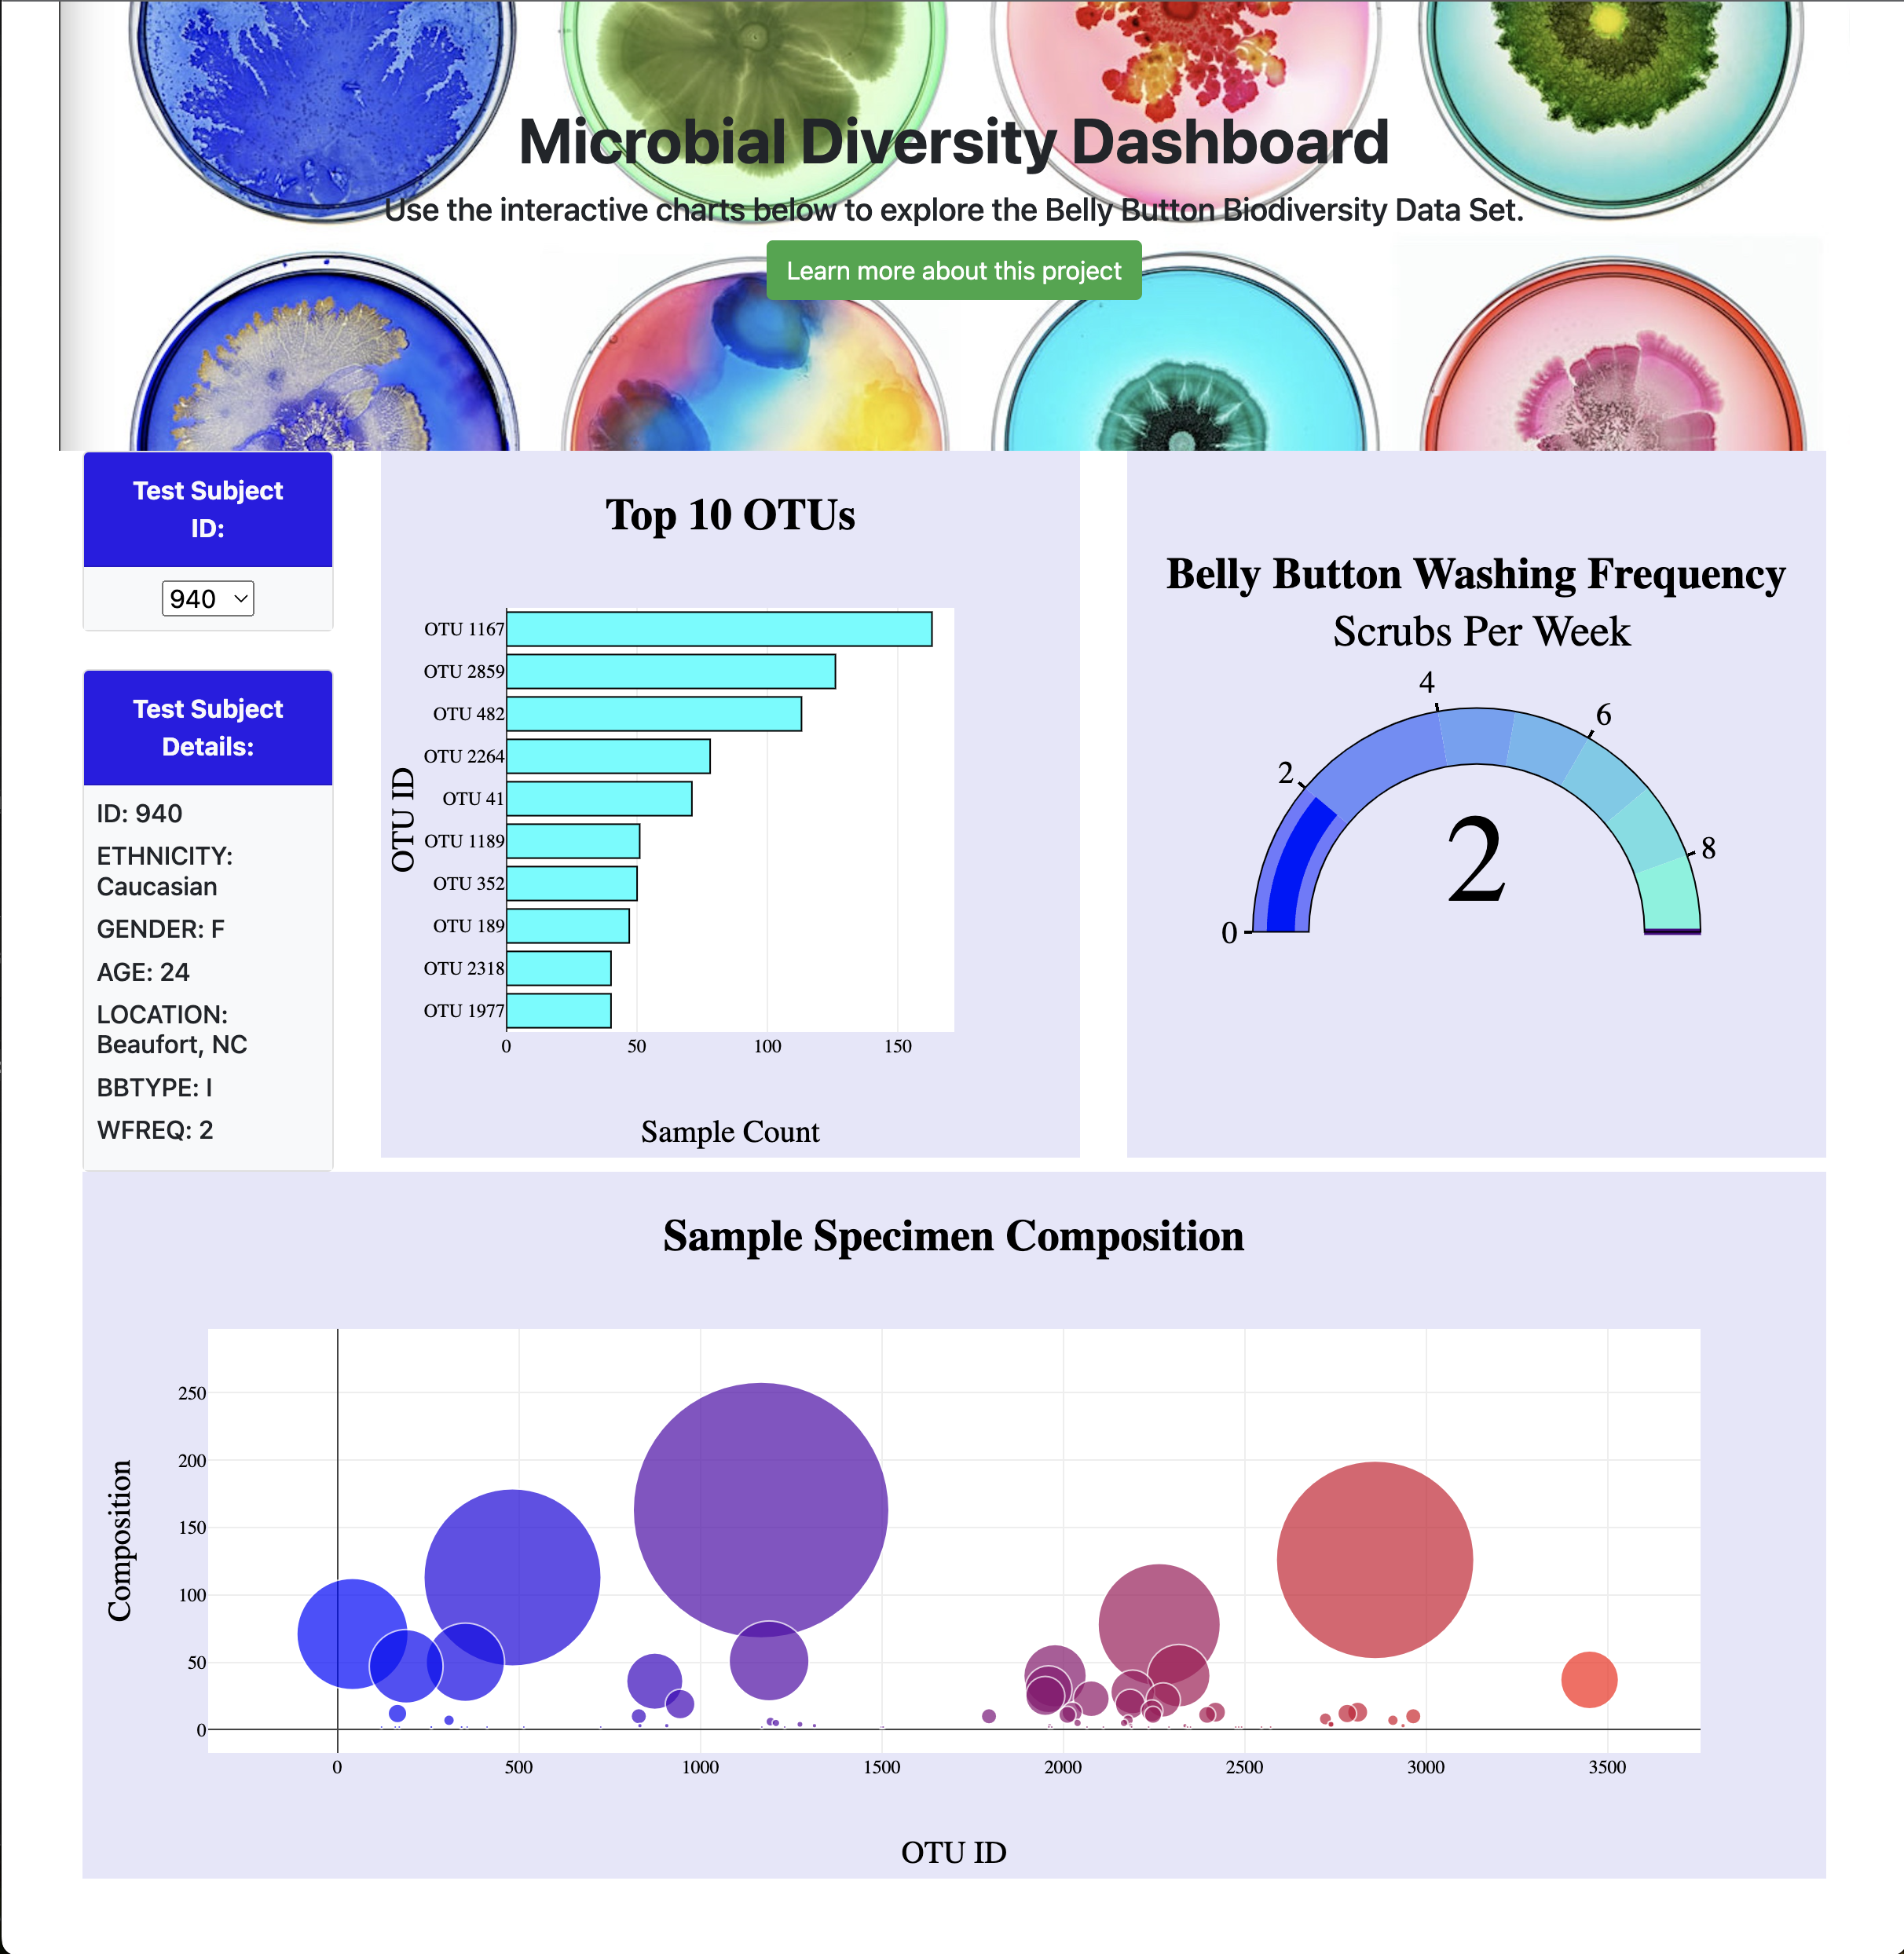 Microbial Diversity Dashboard
Use the interactive charts below to explore the Belly Button Biodiversity Data Set.
Learn more about this project
Test Subject
ID:
940
Test Subject
Details:
ID: 940
ETHNICITY:
Caucasian
GENDER: F
AGE: 24
LOCATION:
Beaufort, NC
BBTYPE: I
WFREQ: 2
Top 10 OTUs
OTU ID
OTU 1167
OTU 2859
OTU 482
OTU 2264
OTU 41
OTU 1189
OTU 352
OTU 189
OTU 2318
OTU 1977
0 50 100 150
Sample Count
Belly Button Washing Frequency
Scrubs Per Week
0
2
4
6
8
2
Sample Specimen Composition
Composition
250
200
150
100
50
0
0 500 1000 1500 2000 2500 3000 3500
OTU ID